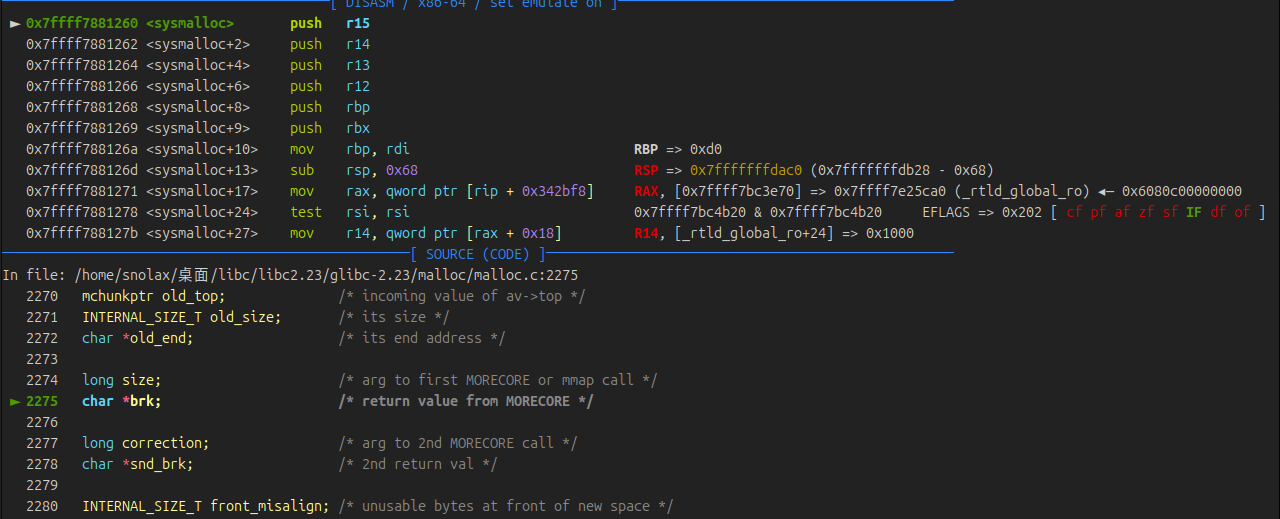 [ DISASM / x86-64 / set emulate on ]
► 0x7ffff7881260 <sysmalloc> push r15
0x7ffff7881262 <sysmalloc+2> push r14
0x7ffff7881264 <sysmalloc+4> push r13
0x7ffff7881266 <sysmalloc+6> push r12
0x7ffff7881268 <sysmalloc+8> push rbp
0x7ffff7881269 <sysmalloc+9> push rbx
0x7ffff788126a <sysmalloc+10> mov rbp, rdi RBP => 0xd0
0x7ffff788126d <sysmalloc+13> sub rsp, 0x68 RSP => 0x7fffffffdac0 (0x7fffffffdb28 - 0x68)
0x7ffff7881271 <sysmalloc+17> mov rax, qword ptr [rip + 0x342bf8] RAX, [0x7ffff7bc3e70] => 0x7ffff7e25ca0 (_rtld_global_ro) ◂— 0x6080c00000000
0x7ffff7881278 <sysmalloc+24> test rsi, rsi 0x7ffff7bc4b20 & 0x7ffff7bc4b20 EFLAGS => 0x202 [ cf pf af zf sf IF df of ]
0x7ffff788127b <sysmalloc+27> mov r14, qword ptr [rax + 0x18] R14, [_rtld_global_ro+24] => 0x1000
[ SOURCE (CODE) ]
In file: /home/snolax/桌面/libc/libc2.23/glibc-2.23/malloc/malloc.c:2275
2270 mchunkptr old_top; /* incoming value of av->top */
2271 INTERNAL_SIZE_T old_size; /* its size */
2272 char *old_end; /* its end address */
2273
2274 long size; /* arg to first MORECORE or mmap call */
► 2275 char *brk; /* return value from MORECORE */
2276
2277 long correction; /* arg to 2nd MORECORE call */
2278 char *snd_brk; /* 2nd return val */
2279
2280 INTERNAL_SIZE_T front_misalign; /* unusable bytes at front of new space */